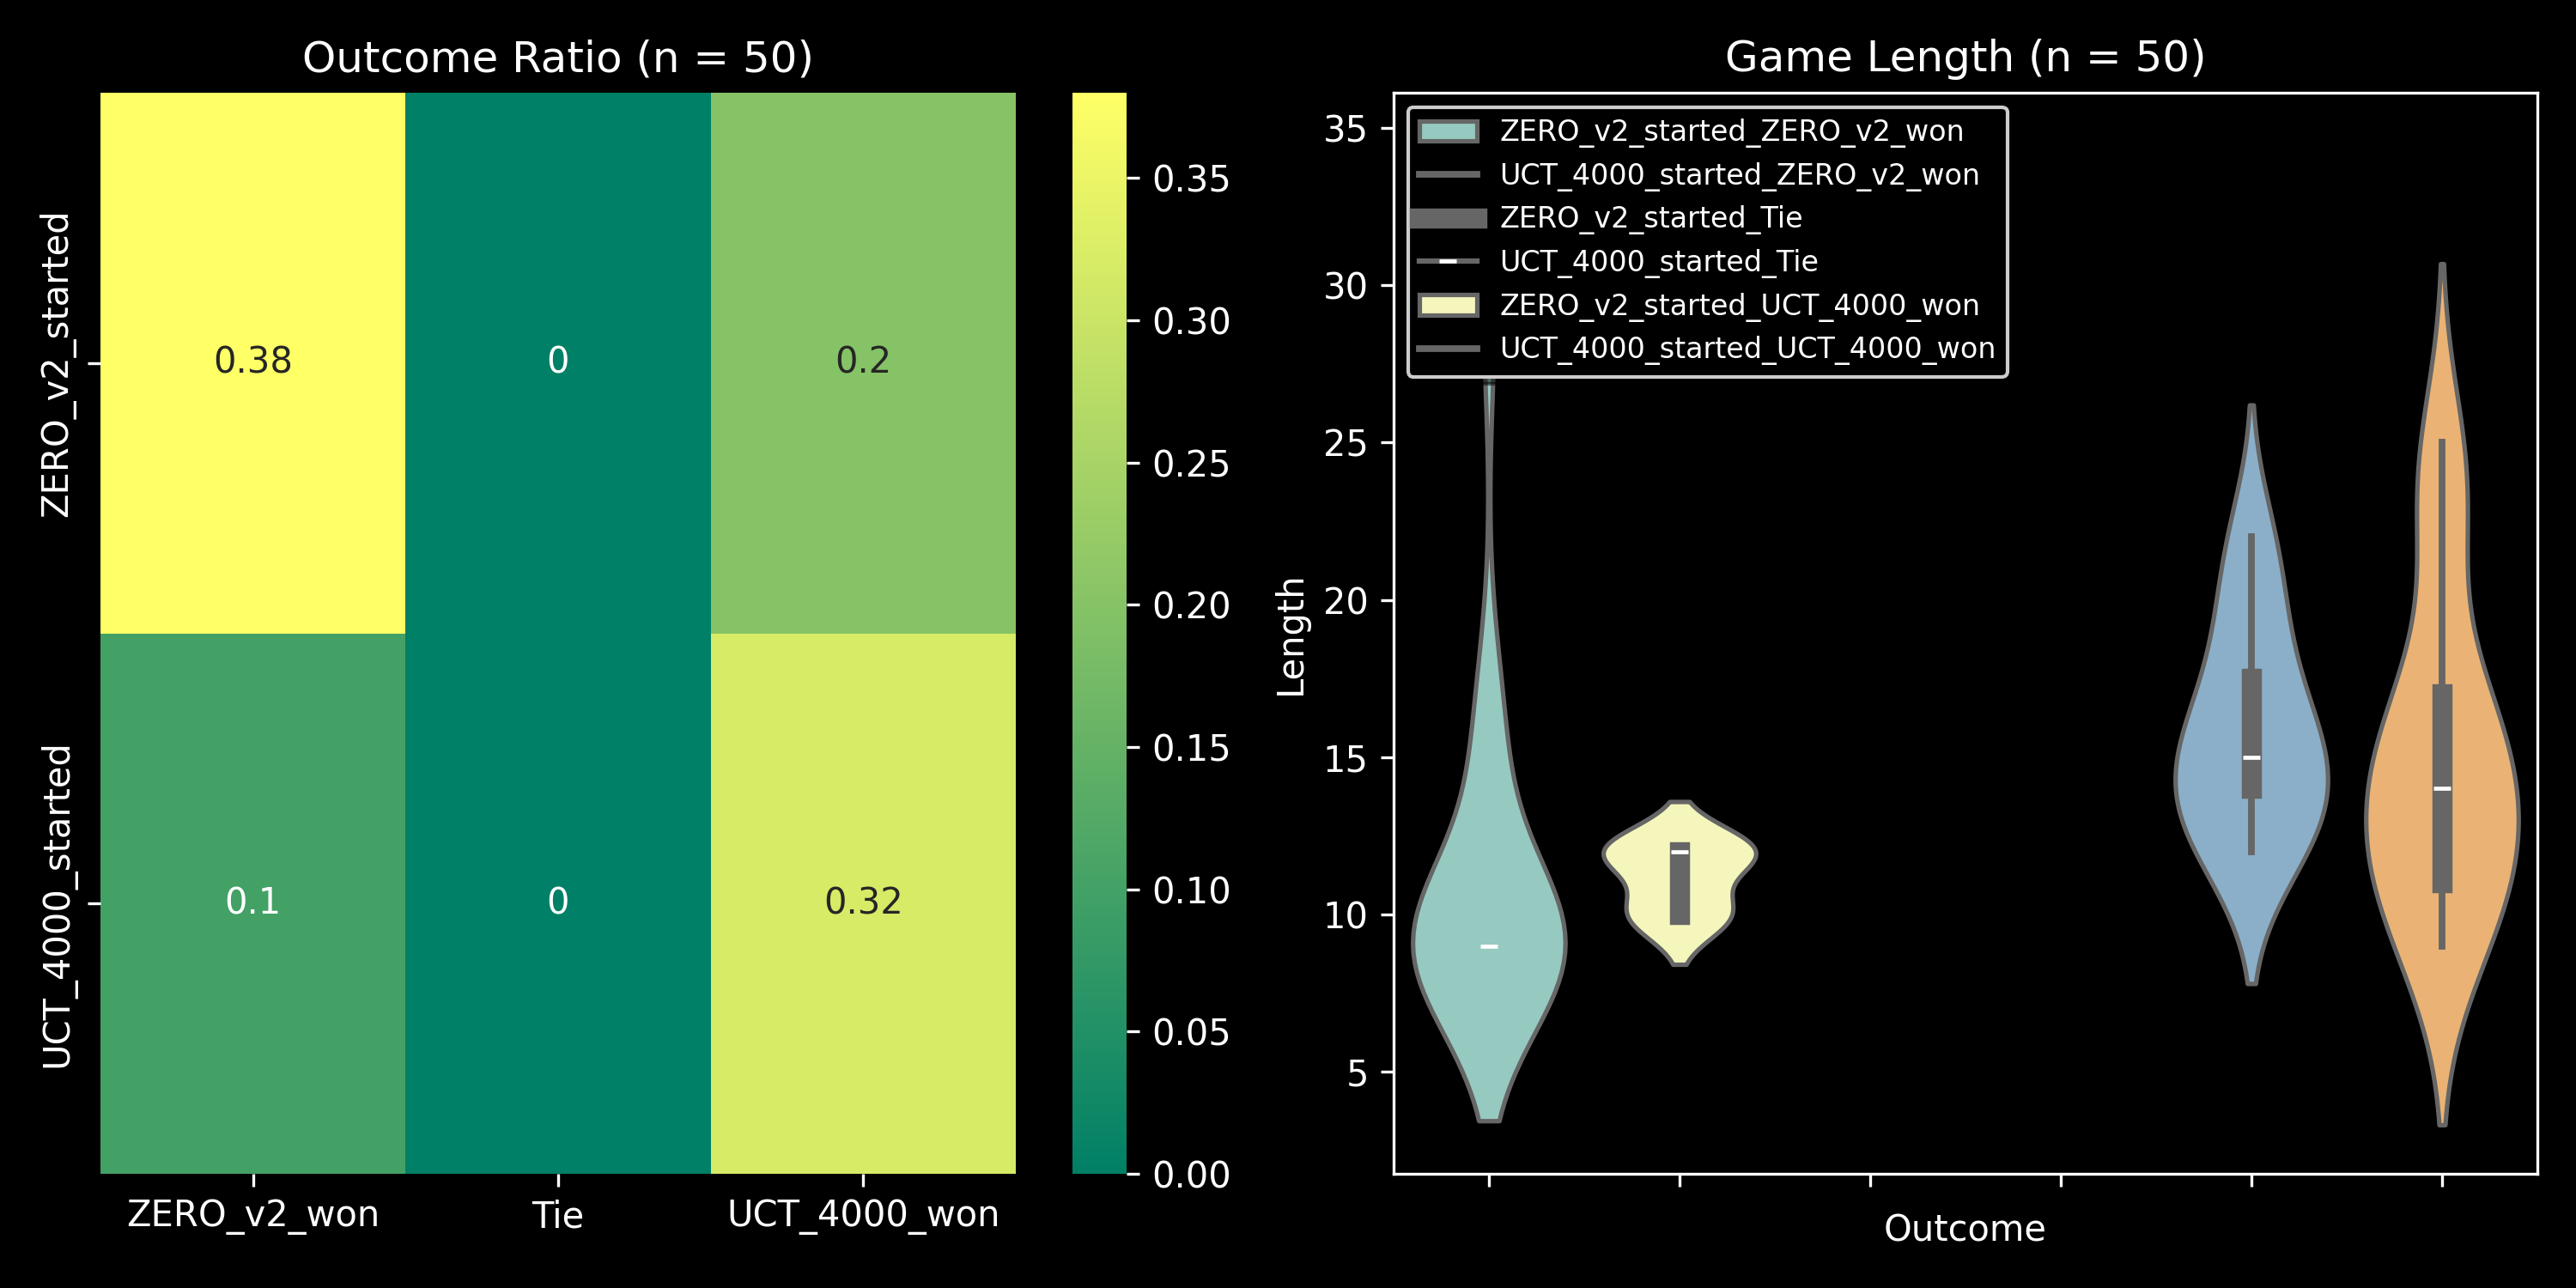 Outcome Ratio (n = 50)
ZERO_v2_started
UCT_4000_started
0.38
0
0.2
0.1
0
0.32
ZERO_v2_won
Tie
UCT_4000_won
0.35
0.30
0.25
0.20
0.15
0.10
0.05
0.00
Game Length (n = 50)
Length
35
30
25
20
15
10
5
ZERO_v2_started_ZERO_v2_won
UCT_4000_started_ZERO_v2_won
ZERO_v2_started_Tie
UCT_4000_started_Tie
ZERO_v2_started_UCT_4000_won
UCT_4000_started_UCT_4000_won
Outcome